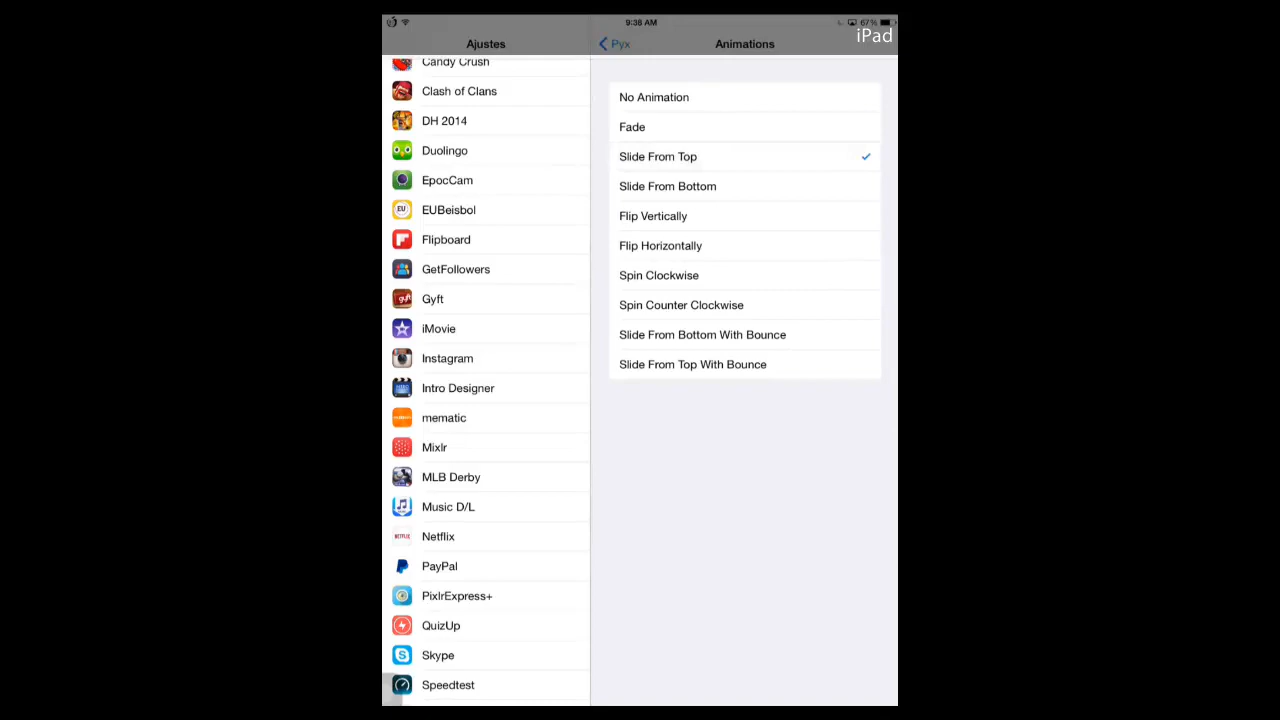 9:38 AM
67%
iPad
Ajustes
Pyx
Animations
Candy Crush
Clash of Clans
DH 2014
Duolingo
EpocCam
EUBeisbol
Flipboard
GetFollowers
Gyft
iMovie
Instagram
Intro Designer
mematic
Mixlr
MLB Derby
Music D/L
Netflix
PayPal
PixlrExpress+
QuizUp
Skype
Speedtest
No Animation
Fade
Slide From Top
Slide From Bottom
Flip Vertically
Flip Horizontally
Spin Clockwise
Spin Counter Clockwise
Slide From Bottom With Bounce
Slide From Top With Bounce
EU
gyft
NETFLIX